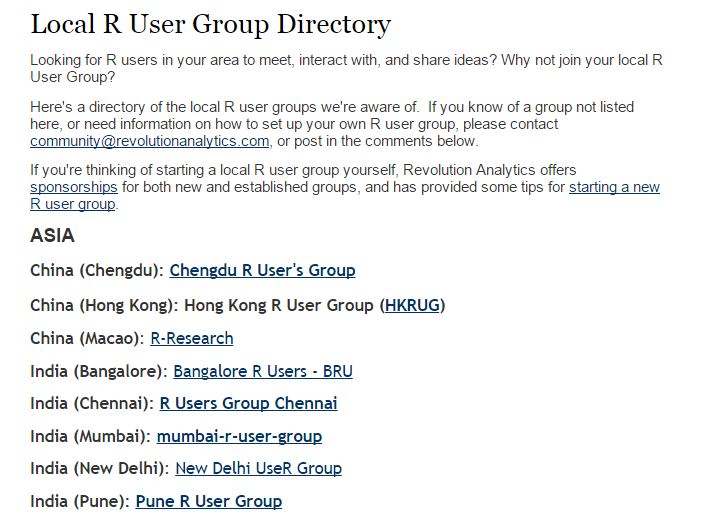 Local R User Group Directory
Looking for R users in your area to meet, interact with, and share ideas? Why not join your local R
User Group?
Here's a directory of the local R user groups we're aware of.  If you know of a group not listed
here, or need information on how to set up your own R user group, please contact
community@revolutionanalytics.com, or post in the comments below.
If you're thinking of starting a local R user group yourself, Revolution Analytics offers
sponsorships for both new and established groups, and has provided some tips for starting a new
R user group.
ASIA
China (Chengdu): Chengdu R User's Group
China (Hong Kong): Hong Kong R User Group (HKRUG)
China (Macao): R-Research
India (Bangalore): Bangalore R Users - BRU
India (Chennai): R Users Group Chennai
India (Mumbai): mumbai-r-user-group
India (New Delhi): New Delhi UseR Group
India (Pune): Pune R User Group